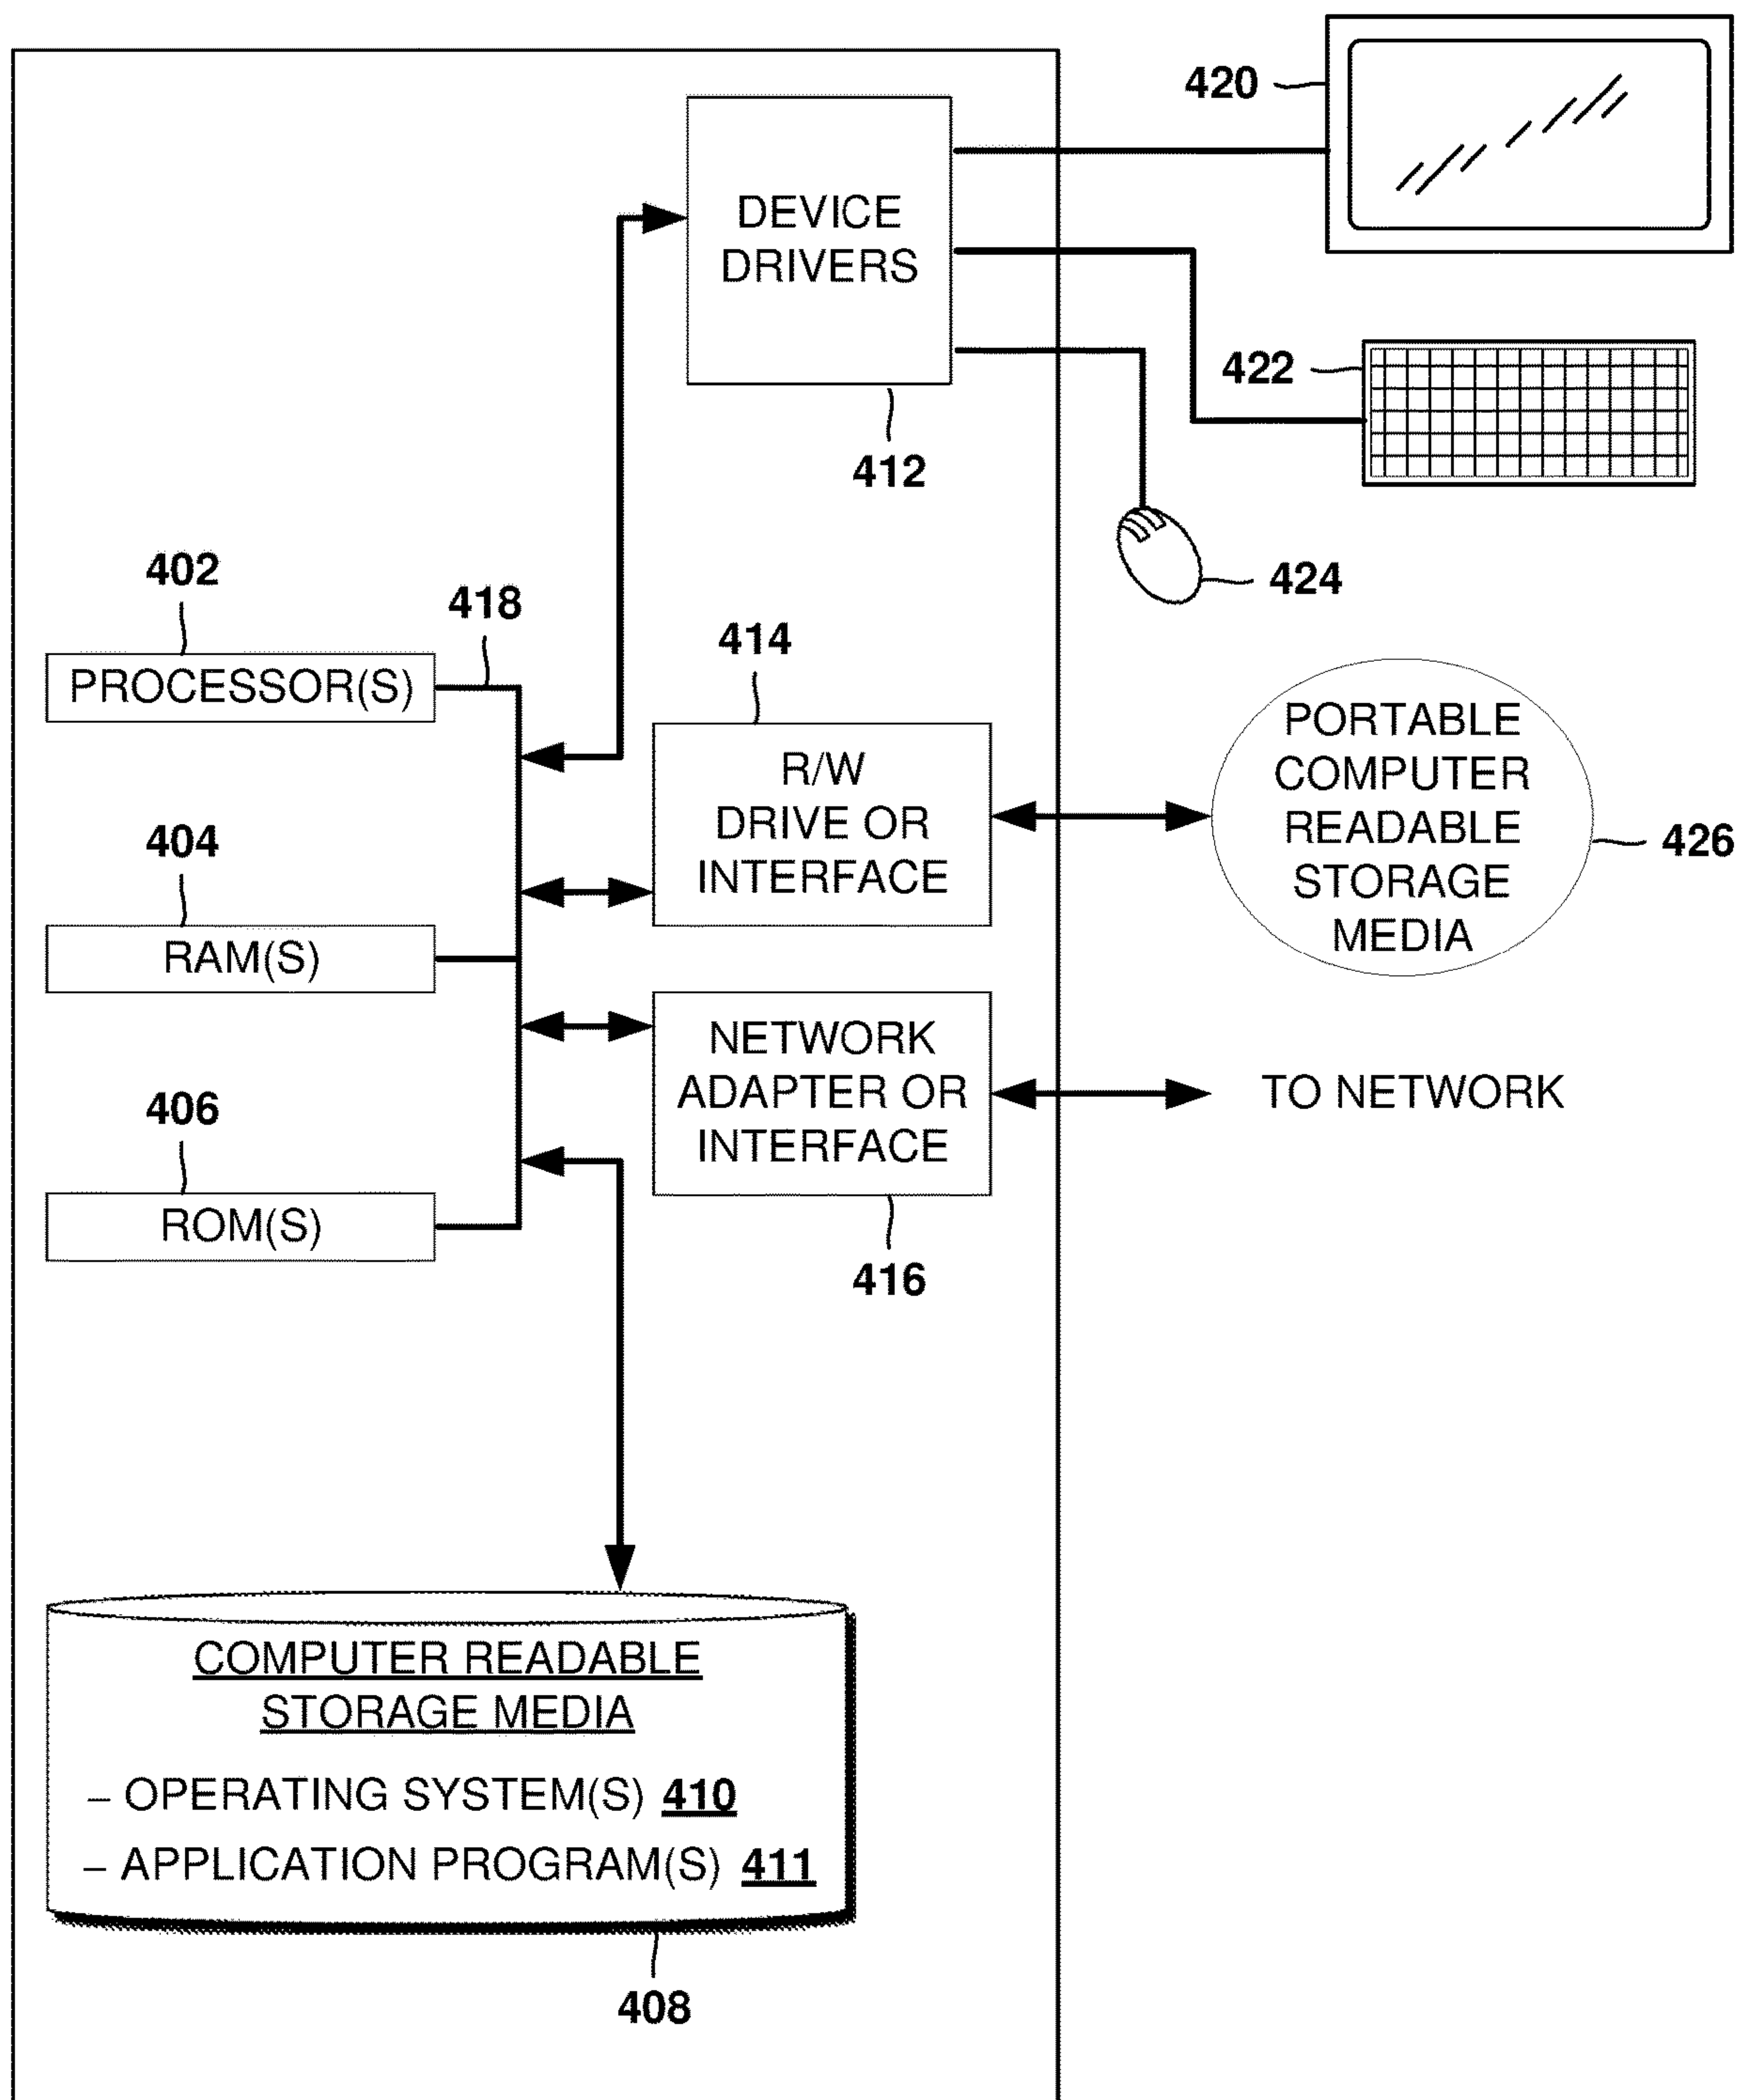 420
DEVICE
DRIVERS
422
412
424
402
418
PROCESSOR(S)
414
R/W
DRIVE OR
INTERFACE
PORTABLE
COMPUTER
READABLE
STORAGE
MEDIA
426
404
RAM(S)
NETWORK
ADAPTER OR
INTERFACE
TO NETWORK
406
ROM(S)
416
COMPUTER READABLE
STORAGE MEDIA
– OPERATING SYSTEM(S) 410
– APPLICATION PROGRAM(S) 411
408